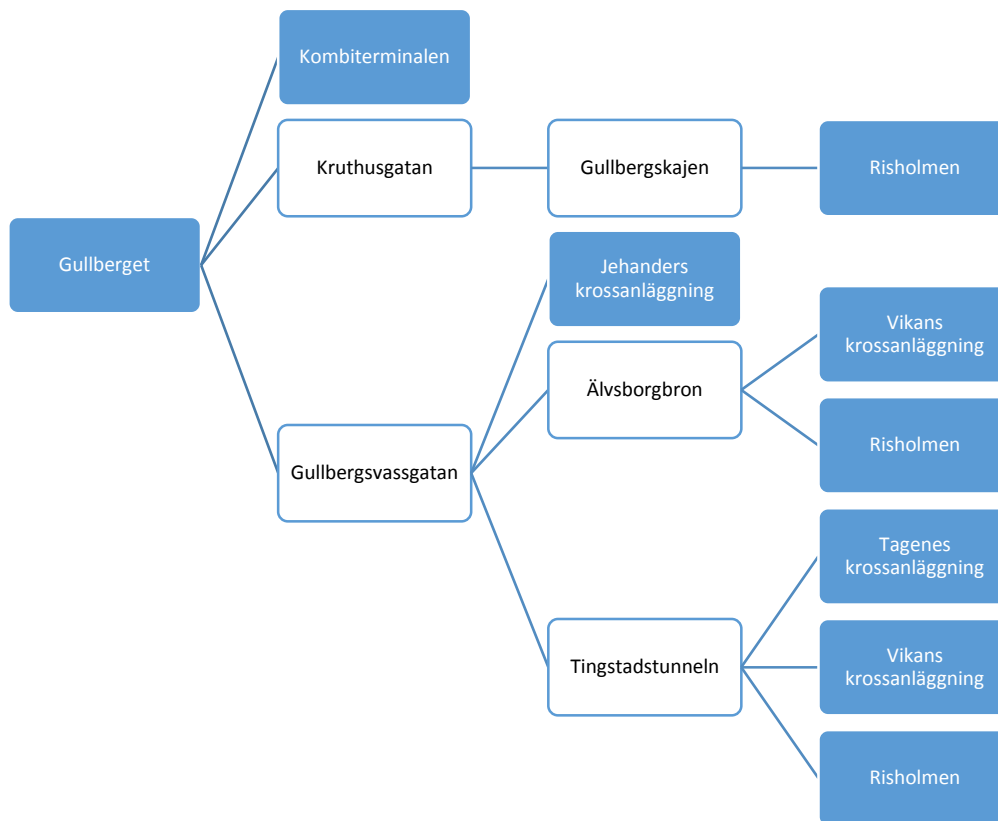 Kombiterminalen
Kruthusgatan
Gullbergskajen
Risholmen
Gullberget
Jehanders
krossanläggning
Vikans
krossanläggning
Älvsborgbron
Risholmen
Gullbergsvassgatan
Tagenes
krossanläggning
Tingstadstunneln
Vikans
krossanläggning
Risholmen